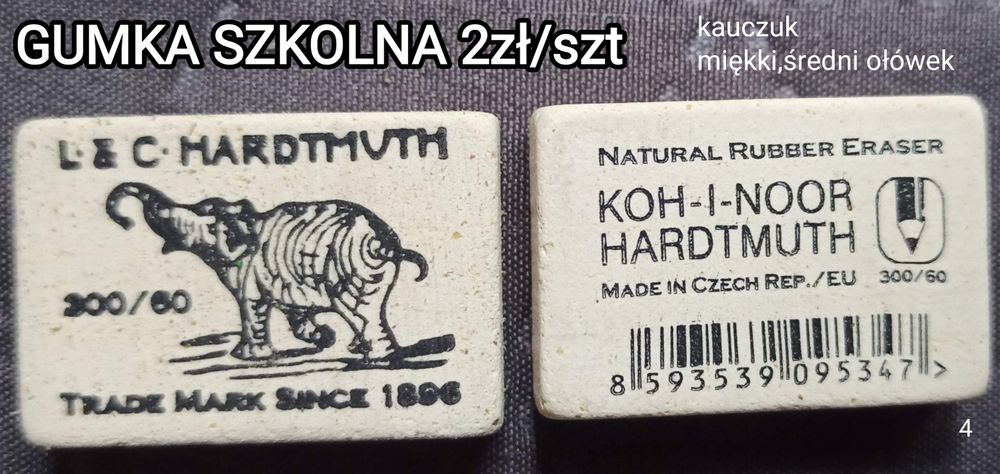 GUMKA SZKOLNA 2zł/szt
kauczuk
miękki,średni ołówek
L·& C· HARDTMUTH
300/60
TRADE MARK SINCE 1896
NATURAL RUBBER ERASER
KOH-I-NOOR
HARDTMUTH
MADE IN CZECH REP./EU
300/60
8 593539 095347 >
4